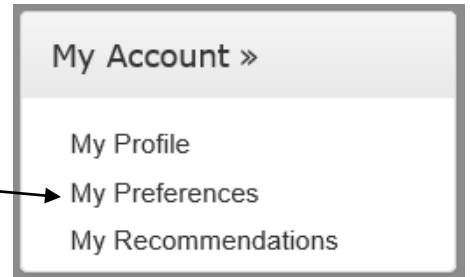 My Account »
My Profile
My Preferences
My Recommendations